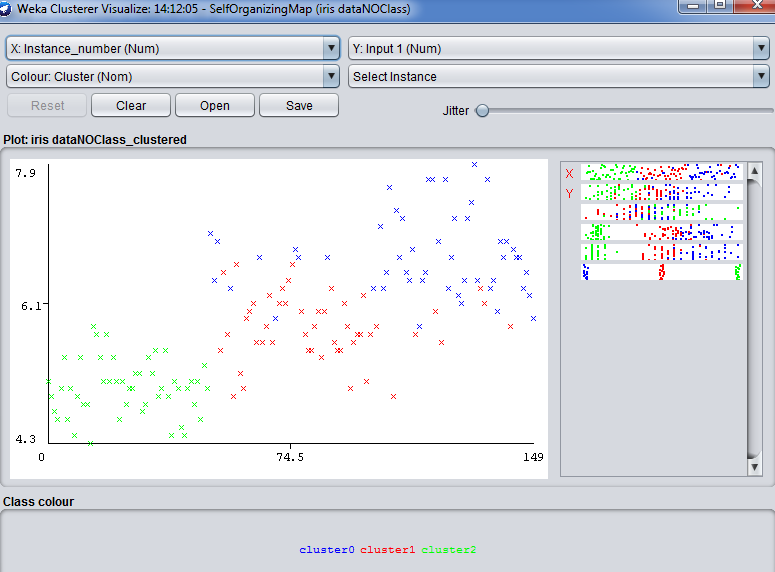 Weka Clusterer Visualize: 14:12:05 - SelfOrganizingMap (iris dataNOClass)
X: Instance_number (Num) Y: Input 1 (Num)
Colour: Cluster (Nom) Select Instance
Reset Clear Open Save Jitter
Plot: iris dataNOClass_clustered
7.9
6.1
4.3
0 74.5 149
X
Y
Class colour
cluster0 cluster1 cluster2